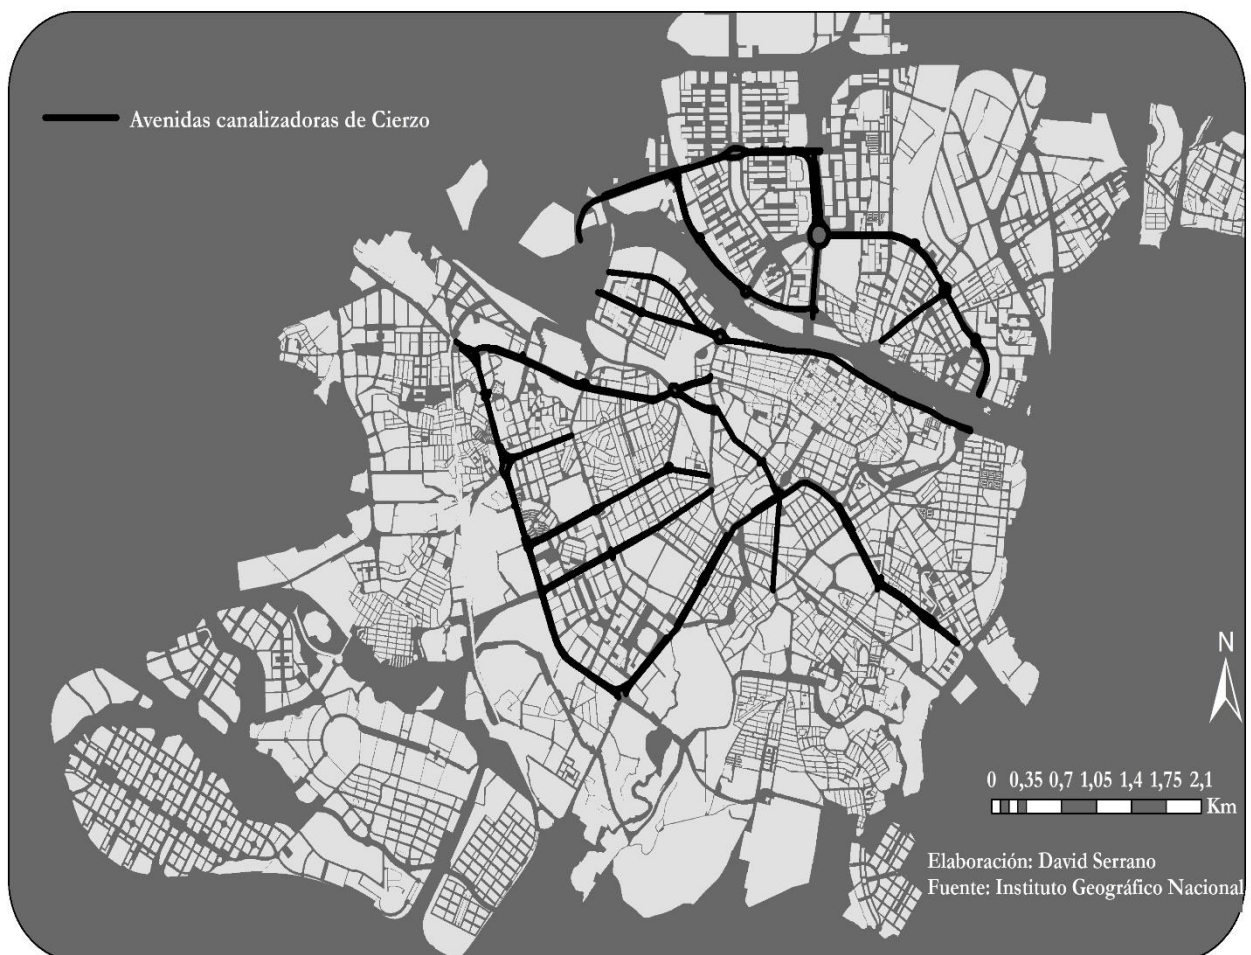 Avenidas canalizadoras de Cierzo
N
0 0,35 0,7 1,05 1,4 1,75 2,1
Km
Elaboración: David Serrano
Fuente: Instituto Geográfico Nacional